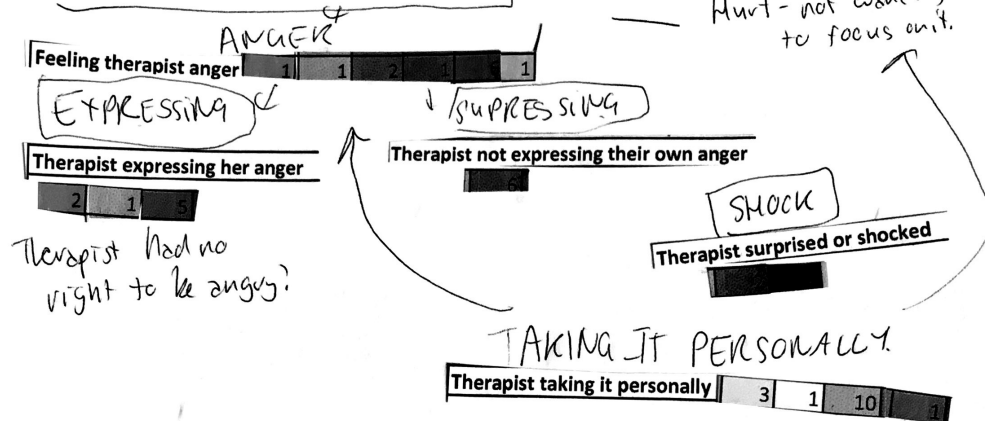 Hurt - not
to focus on it.
ANGER
Feeling therapist anger 1 1 2 1 1
EXPRESSING
SUPRESSING
Therapist expressing her anger
2 1 5
Therapist not expressing their own anger
6
Therapist had no
right to be angry?
SHOCK
Therapist surprised or shocked
TAKING IT PERSONALLY.
Therapist taking it personally 3 1 10 1